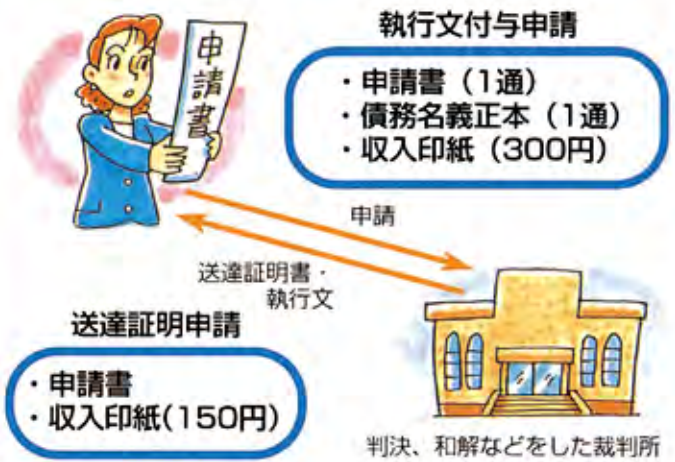 執行文付与申請
・申請書（1通）
・債務名義正本（1通）
・収入印紙（300円）
申請書
申請
送達証明書・
執行文
送達証明申請
・申請書
・収入印紙(150円)
判決、和解などをした裁判所